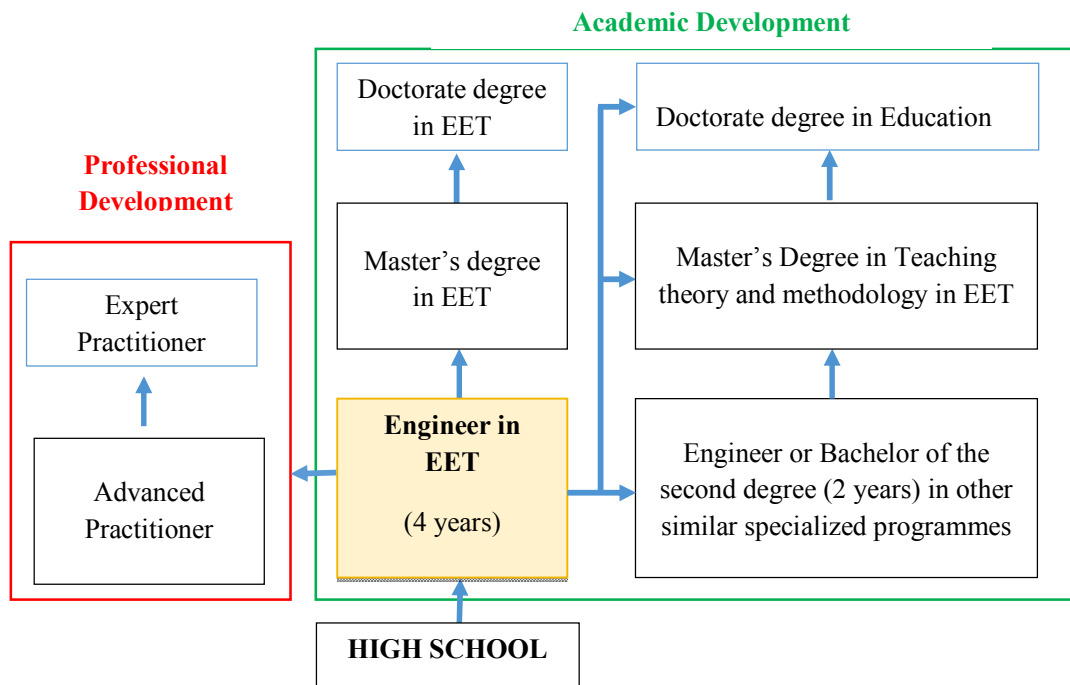 Academic Development
Doctorate degree
in EET
Doctorate degree in Education
Professional
Development
Master’s degree
in EET
Master’s Degree in Teaching
theory and methodology in EET
Expert
Practitioner
Engineer in
EET
(4 years)
Engineer or Bachelor of the
second degree (2 years) in other
similar specialized programmes
Advanced
Practitioner
HIGH SCHOOL